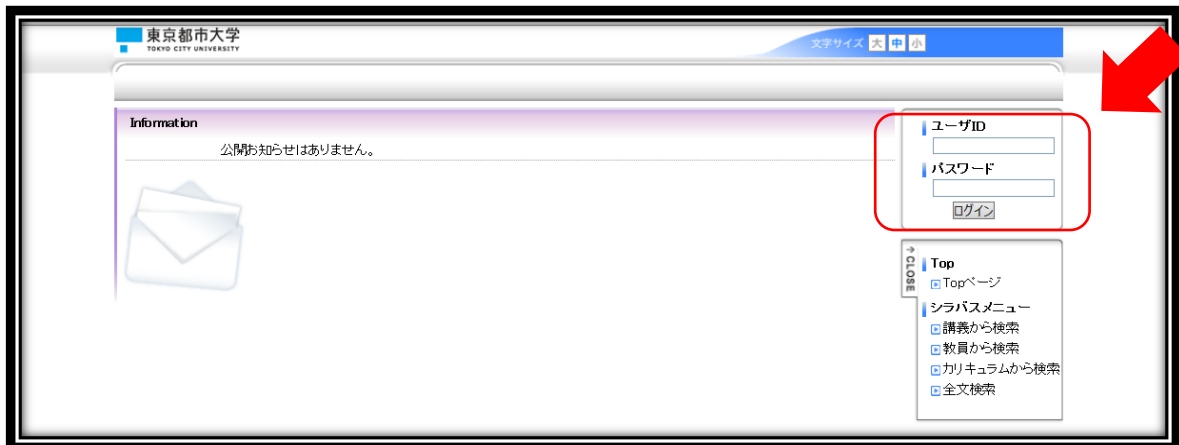 東京都市大学
TOKYO CITY UNIVERSITY
文字サイズ 大 中 小
Information
公開お知らせはありません。
ユーザID
パスワード
ログイン
CLOSE
Top
Topページ
シラバスメニュー
講義から検索
教員から検索
カリキュラムから検索
全文検索